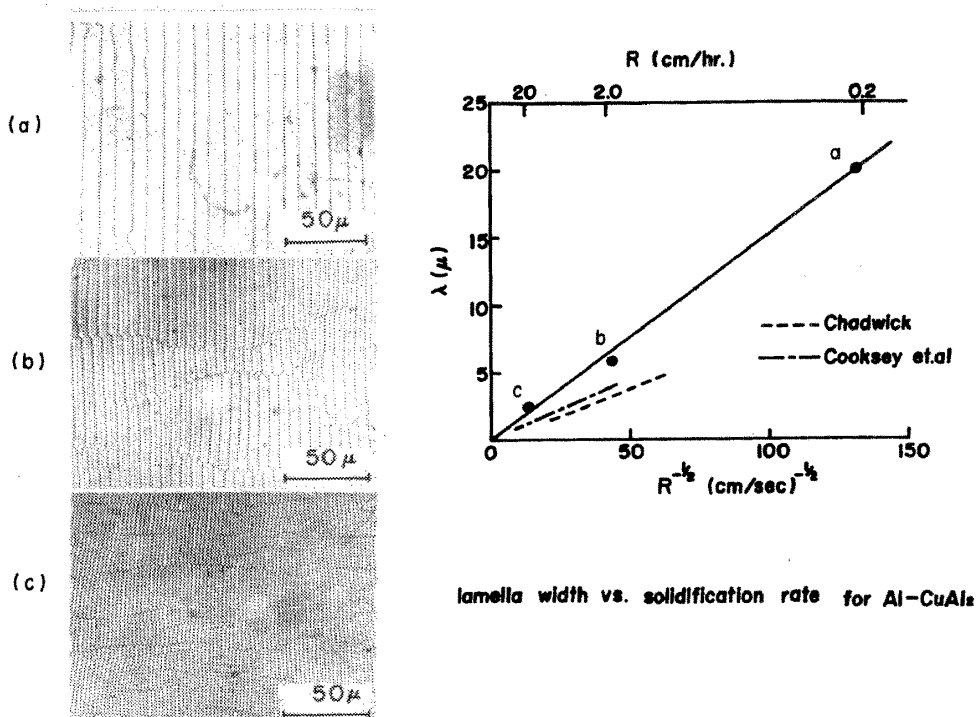 (a)
50μ
(b)
50μ
(c)
50μ
R (cm/hr.)
20 2.0 0.2
25
20
15
10
5
0
λ (μ)
a
b
c
Chadwick
Cooksey et.al
50 100 150
R^-½ (cm/sec)^-½
lamella width vs. solidification rate for Al-CuAl₂